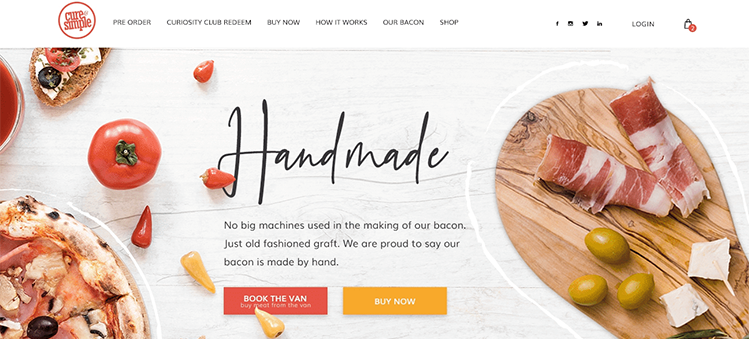 cure &
simple
PRE ORDER
CURIOSITY CLUB REDEEM
BUY NOW
HOW IT WORKS
OUR BACON
SHOP
LOGIN
Handmade
No big machines used in the making of our bacon.
Just old fashioned graft. We are proud to say our
bacon is made by hand.
BOOK THE VAN
buy meat from the van
BUY NOW